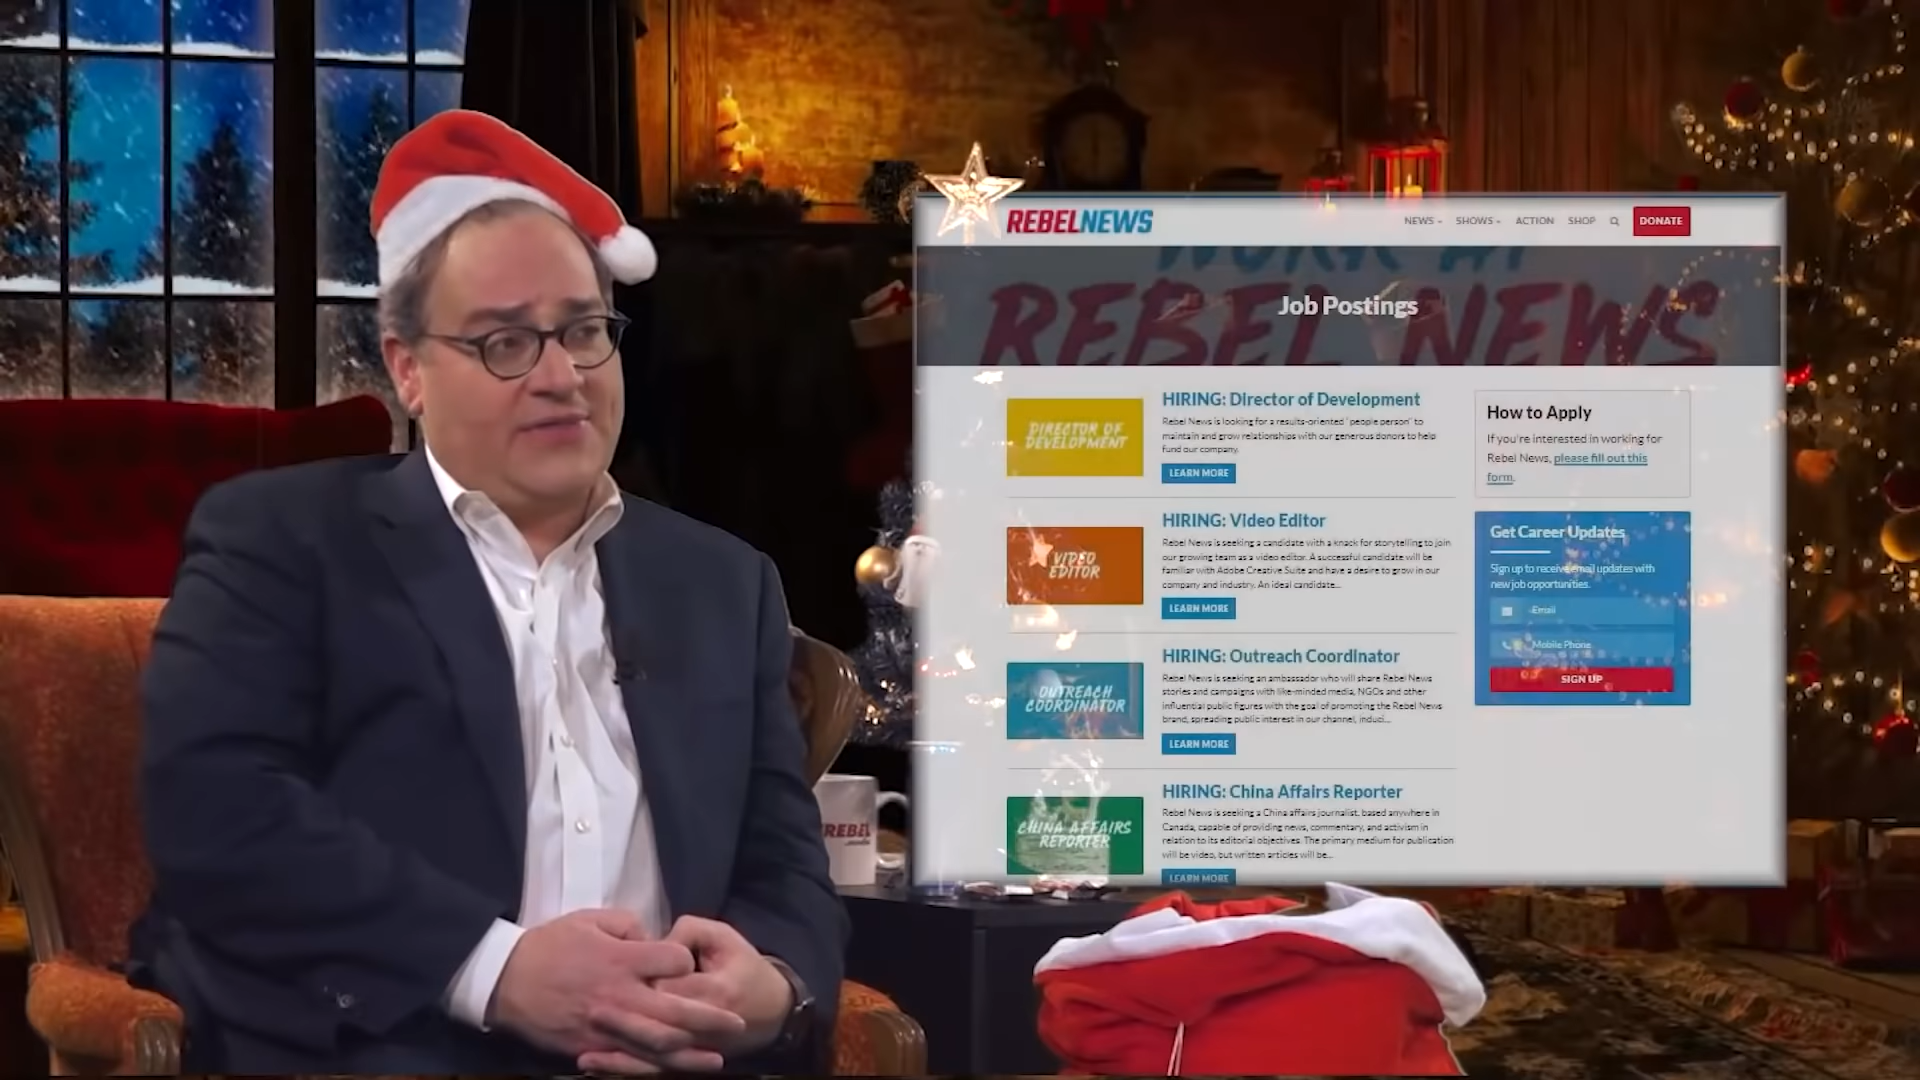 REBELNEWS
NEWS
SHOWS
ACTION
SHOP
DONATE
WORK AT
REBEL NEWS
Job Postings
DIRECTOR OF
DEVELOPMENT
HIRING: Director of Development
Rebel News is looking for a results-oriented "people person" to
maintain and grow relationships with our generous donors to help
fund our company.
LEARN MORE
VIDEO
EDITOR
HIRING: Video Editor
Rebel News is seeking a candidate with a knack for storytelling to join
our growing team as a video editor. A successful candidate will be
familiar with Adobe Creative Suite and have a desire to grow in our
company and industry. An ideal candidate...
LEARN MORE
OUTREACH
COORDINATOR
HIRING: Outreach Coordinator
Rebel News is seeking an ambassador who will share Rebel News
stories and campaigns with like-minded media, NGOs and other
influential public figures with the goal of promoting the Rebel News
brand, spreading public interest in our channel, induci...
LEARN MORE
CHINA AFFAIRS
REPORTER
HIRING: China Affairs Reporter
Rebel News is seeking a China affairs journalist, based anywhere in
Canada, capable of providing news, commentary, and activism in
relation to its editorial objectives. The primary medium for publication
will be video, but written articles will be...
LEARN MORE
How to Apply
If you're interested in working for
Rebel News, please fill out this
form.
Get Career Updates
Sign up to receive email updates with
new job opportunities.
Email
Mobile Phone
SIGN UP
REBEL